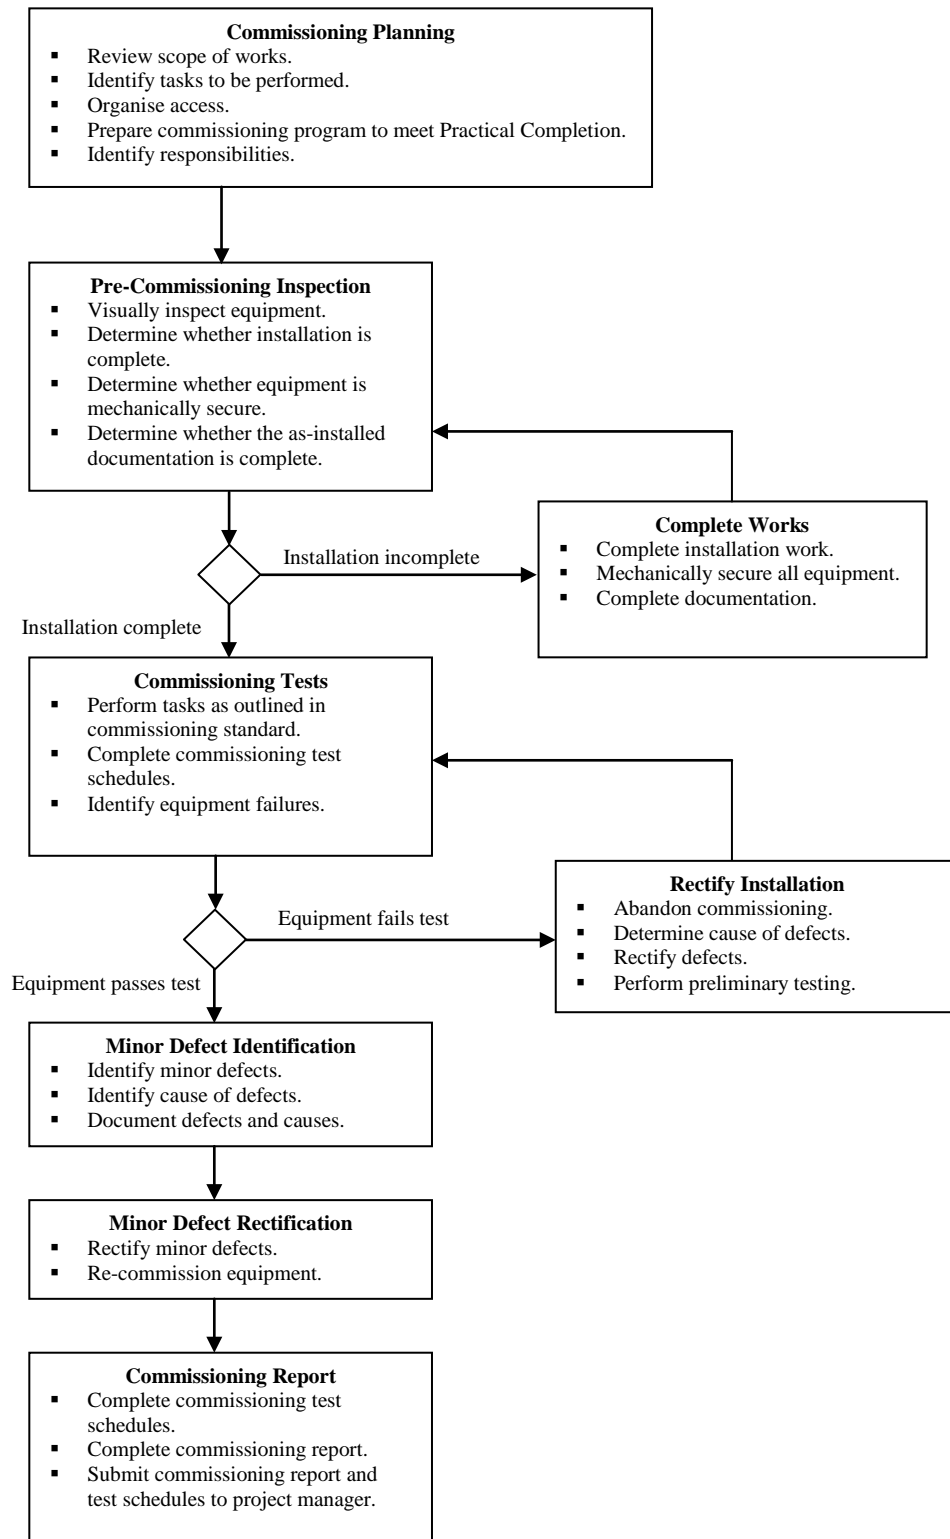 Commissioning Planning
▪ Review scope of works.
▪ Identify tasks to be performed.
▪ Organise access.
▪ Prepare commissioning program to meet Practical Completion.
▪ Identify responsibilities.
Pre-Commissioning Inspection
▪ Visually inspect equipment.
▪ Determine whether installation is
complete.
▪ Determine whether equipment is
mechanically secure.
▪ Determine whether the as-installed
documentation is complete.
Installation incomplete
Complete Works
▪ Complete installation work.
▪ Mechanically secure all equipment.
▪ Complete documentation.
Installation complete
Commissioning Tests
▪ Perform tasks as outlined in
commissioning standard.
▪ Complete commissioning test
schedules.
▪ Identify equipment failures.
Equipment fails test
Rectify Installation
▪ Abandon commissioning.
▪ Determine cause of defects.
▪ Rectify defects.
▪ Perform preliminary testing.
Equipment passes test
Minor Defect Identification
▪ Identify minor defects.
▪ Identify cause of defects.
▪ Document defects and causes.
Minor Defect Rectification
▪ Rectify minor defects.
▪ Re-commission equipment.
Commissioning Report
▪ Complete commissioning test
schedules.
▪ Complete commissioning report.
▪ Submit commissioning report and
test schedules to project manager.